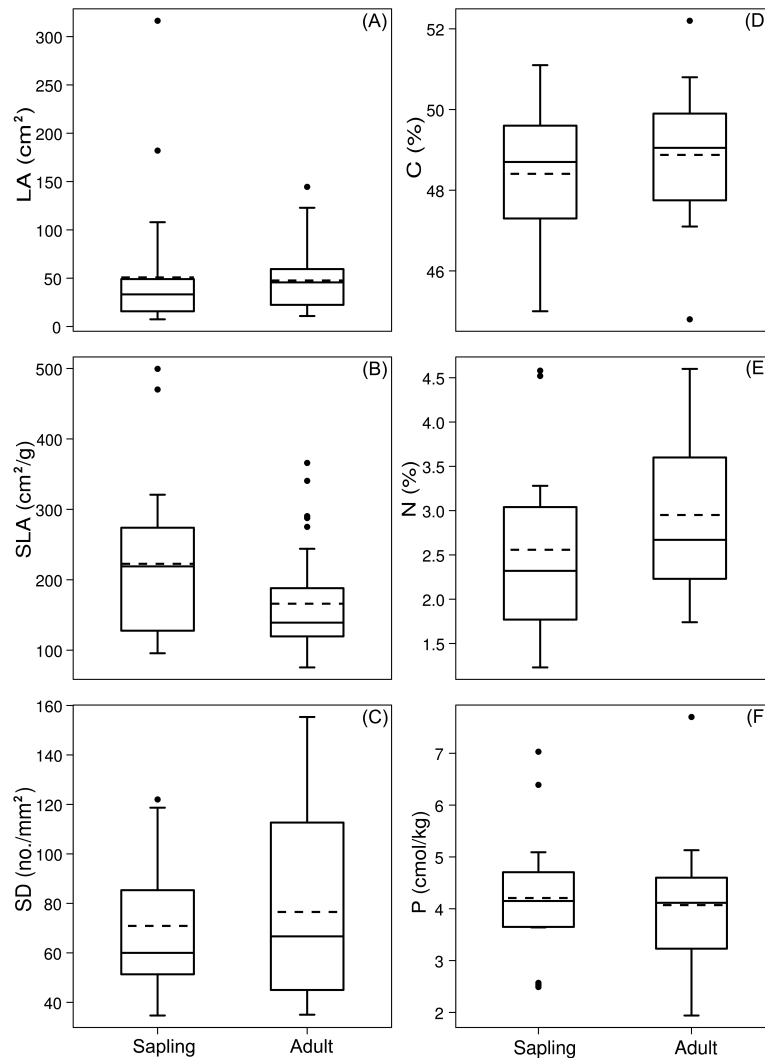 (A)
LA (cm²)
300
250
200
150
100
50
0
(D)
C (%)
52
50
48
46
(B)
SLA (cm²/g)
500
400
300
200
100
(E)
N (%)
4.5
4.0
3.5
3.0
2.5
2.0
1.5
(C)
SD (no./mm²)
160
140
120
100
80
60
40
Sapling Adult
(F)
P (cmol/kg)
7
6
5
4
3
2
Sapling Adult